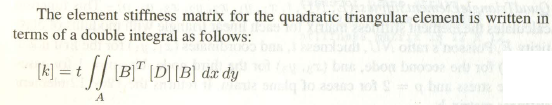 The element stiffness matrix for the quadratic triangular element is written in
terms of a double integral as follows:
[k] = t ∬_A [B]^T [D] [B] dx dy